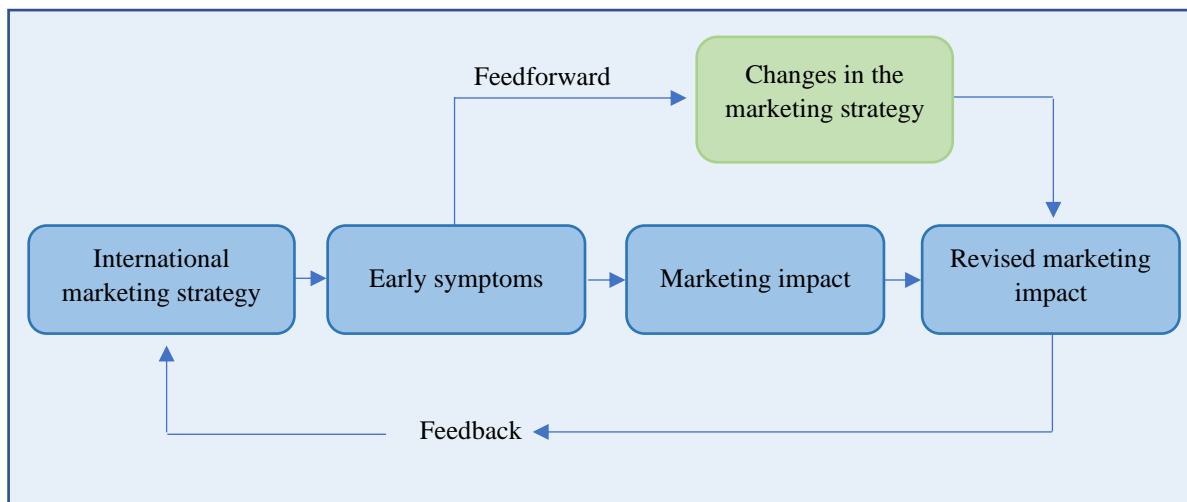 Feedforward
Changes in the
marketing strategy
International
marketing strategy
Early symptoms
Marketing impact
Revised marketing
impact
Feedback